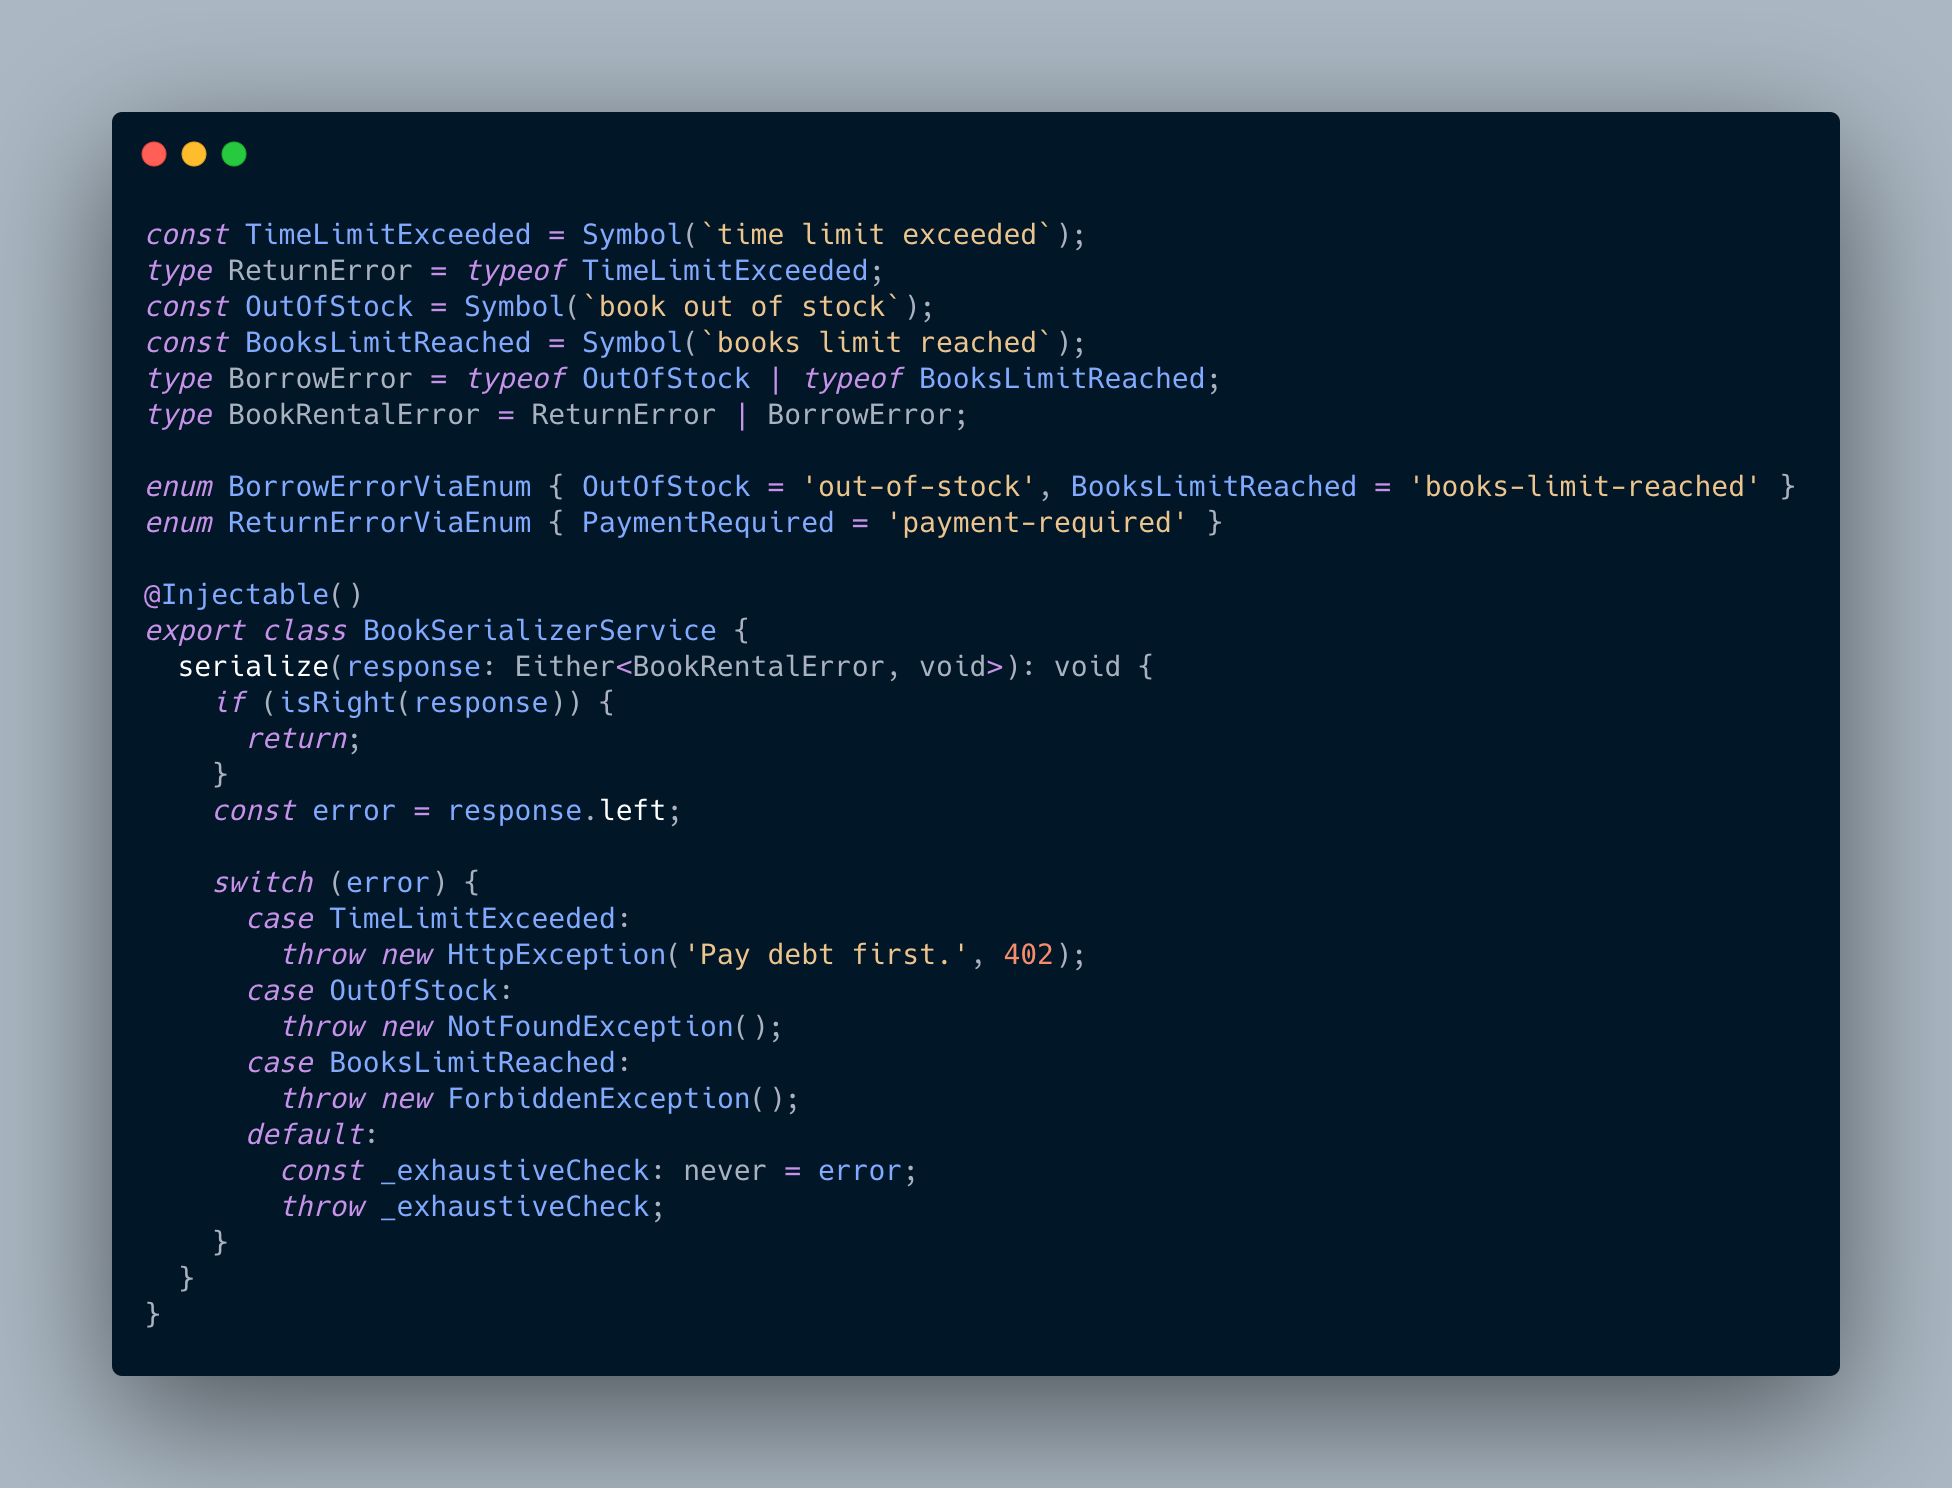 const TimeLimitExceeded = Symbol(`time limit exceeded`);
type ReturnError = typeof TimeLimitExceeded;
const OutOfStock = Symbol(`book out of stock`);
const BooksLimitReached = Symbol(`books limit reached`);
type BorrowError = typeof OutOfStock | typeof BooksLimitReached;
type BookRentalError = ReturnError | BorrowError;

enum BorrowErrorViaEnum { OutOfStock = 'out-of-stock', BooksLimitReached = 'books-limit-reached' }
enum ReturnErrorViaEnum { PaymentRequired = 'payment-required' }

@Injectable()
export class BookSerializerService {
  serialize(response: Either<BookRentalError, void>): void {
    if (isRight(response)) {
      return;
    }
    const error = response.left;

    switch (error) {
      case TimeLimitExceeded:
        throw new HttpException('Pay debt first.', 402);
      case OutOfStock:
        throw new NotFoundException();
      case BooksLimitReached:
        throw new ForbiddenException();
      default:
        const _exhaustiveCheck: never = error;
        throw _exhaustiveCheck;
    }
  }
}